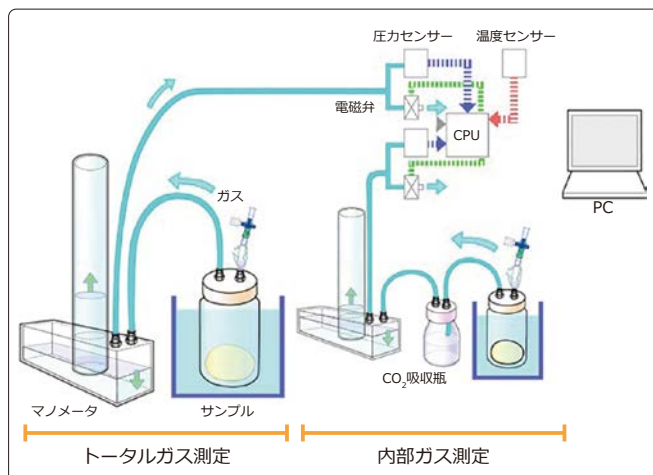 圧力センサー
温度センサー
電磁弁
CPU
ガス
PC
CO₂吸収瓶
マノメータ
サンプル
トータルガス測定
内部ガス測定